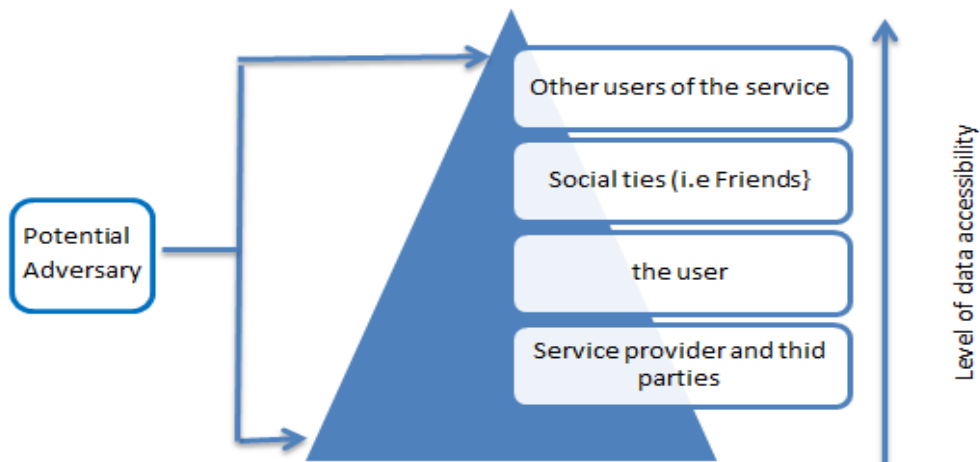 Other users of the service
Social ties (i.e Friends}
Potential
Adversary
the user
Service provider and thid
parties
Level of data accessibility